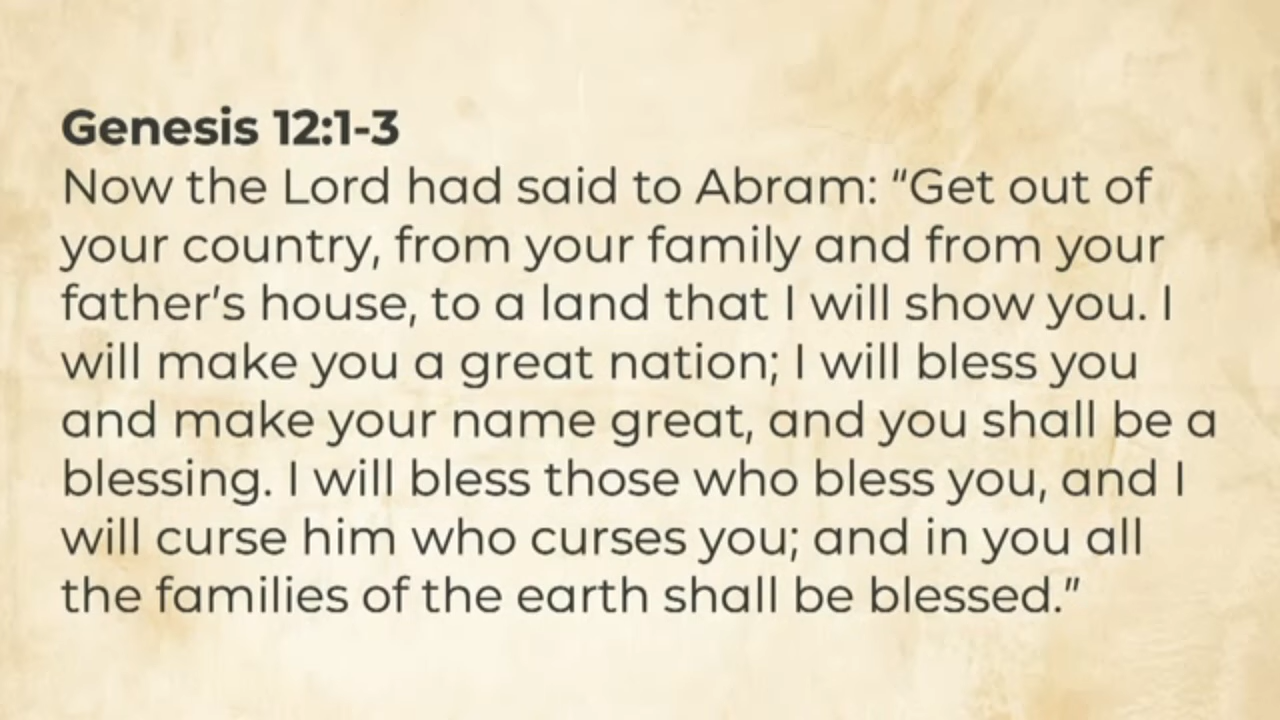 Genesis 12:1-3
Now the Lord had said to Abram: “Get out of
your country, from your family and from your
father’s house, to a land that I will show you. I
will make you a great nation; I will bless you
and make your name great, and you shall be a
blessing. I will bless those who bless you, and I
will curse him who curses you; and in you all
the families of the earth shall be blessed.”